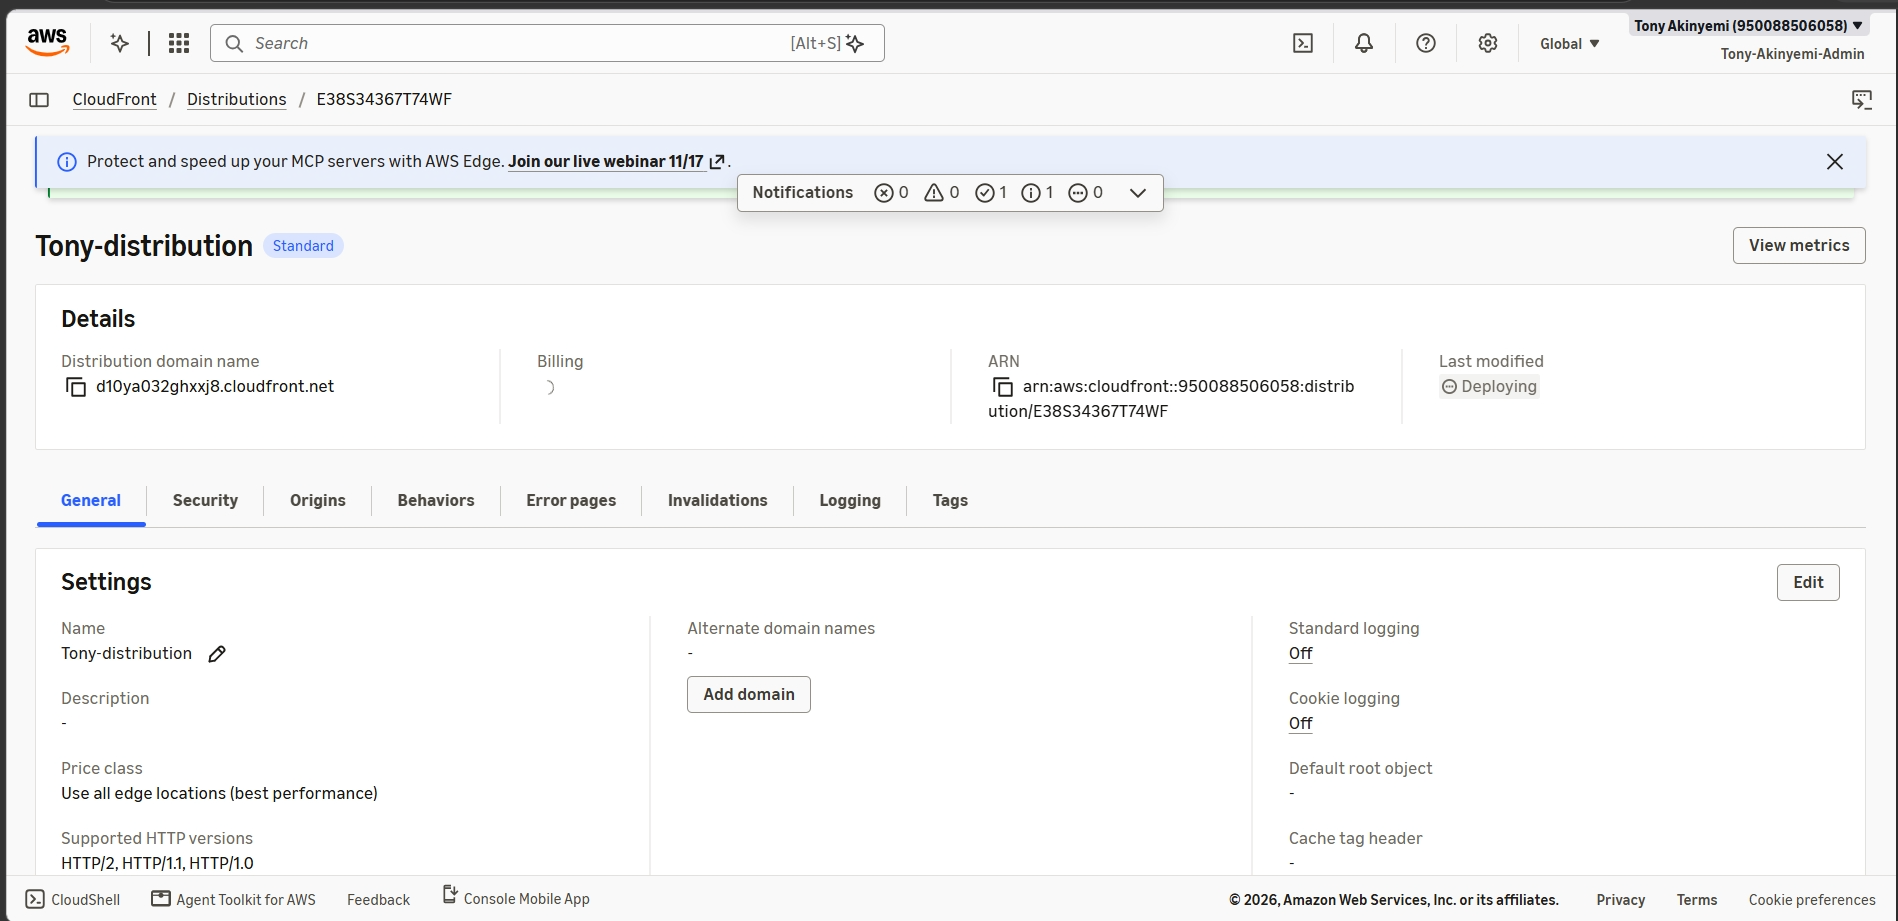 aws
Search [Alt+S]
Global ▼
Tony Akinyemi (950088506058) ▼
Tony-Akinyemi-Admin
CloudFront / Distributions / E38S34367T74WF
Protect and speed up your MCP servers with AWS Edge. Join our live webinar 11/17 .
Notifications 0 0 1 1 0
Tony-distribution Standard
View metrics
Details
Distribution domain name
d10ya032ghxxj8.cloudfront.net
Billing
ARN
arn:aws:cloudfront::950088506058:distrib
ution/E38S34367T74WF
Last modified
Deploying
General Security Origins Behaviors Error pages Invalidations Logging Tags
Settings
Edit
Name
Tony-distribution
Description
-
Price class
Use all edge locations (best performance)
Supported HTTP versions
HTTP/2, HTTP/1.1, HTTP/1.0
Alternate domain names
-
Add domain
Standard logging
Off
Cookie logging
Off
Default root object
-
Cache tag header
-
CloudShell Agent Toolkit for AWS Feedback Console Mobile App © 2026, Amazon Web Services, Inc. or its affiliates. Privacy Terms Cookie preferences